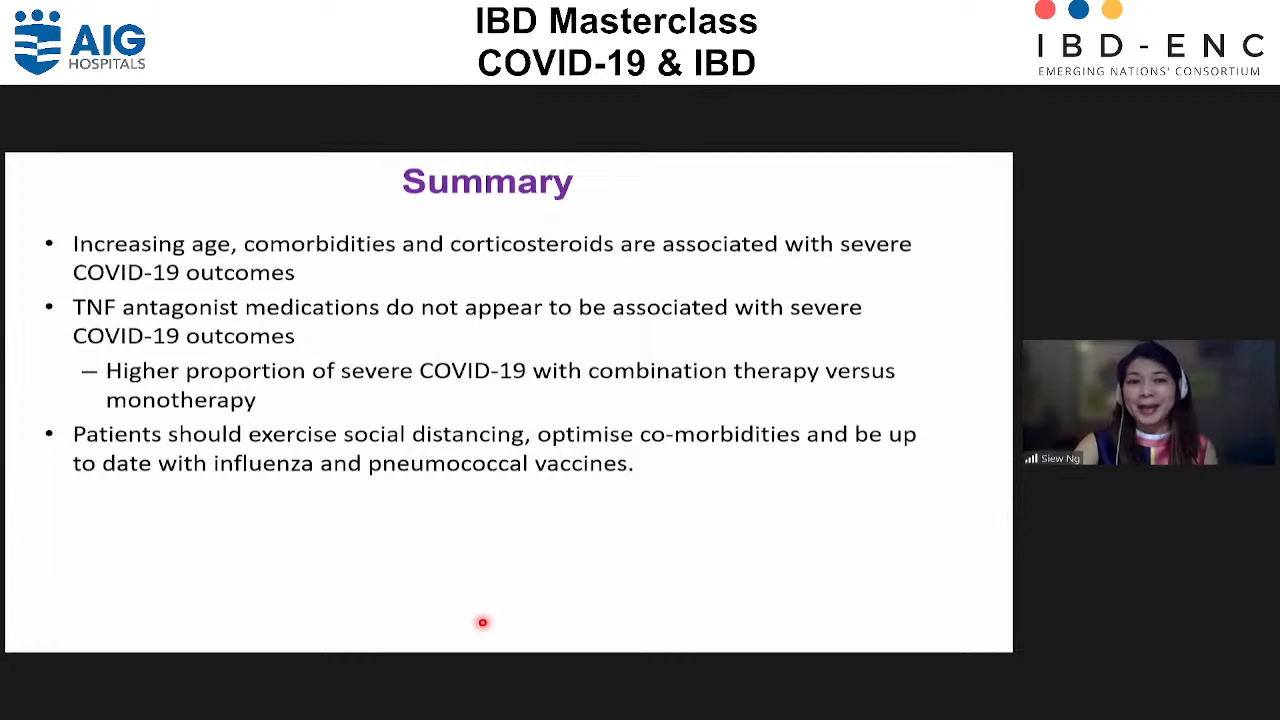 AIG
HOSPITALS
IBD Masterclass
COVID-19 & IBD
IBD-ENC
EMERGING NATIONS' CONSORTIUM
Summary
• Increasing age, comorbidities and corticosteroids are associated with severe
COVID-19 outcomes
• TNF antagonist medications do not appear to be associated with severe
COVID-19 outcomes
– Higher proportion of severe COVID-19 with combination therapy versus
monotherapy
• Patients should exercise social distancing, optimise co-morbidities and be up
to date with influenza and pneumococcal vaccines.
Siew Ng